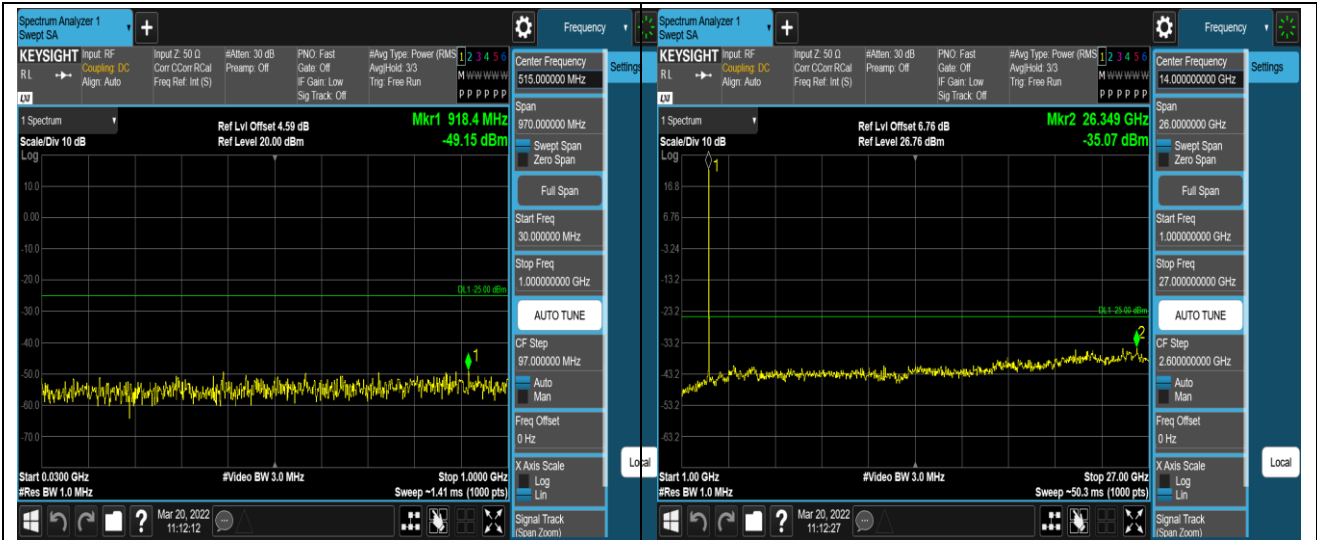 Spectrum Analyzer 1
Swept SA
Frequency
KEYSIGHT
RL
LXI
Input: RF
Coupling: DC
Align: Auto
Input Z: 50 Ω
Corr CCorr RCal
Freq Ref: Int (S)
#Atten: 30 dB
Preamp: Off
PNO: Fast
Gate: Off
IF Gain: Low
Sig Track: Off
#Avg Type: Power (RMS
Avg|Hold: 3/3
Trig: Free Run
1 2 3 4 5 6
M W W W W W
P P P P P P
Center Frequency
515.000000 MHz
Settings
Span
970.000000 MHz
Swept Span
Zero Span
Full Span
Start Freq
30.000000 MHz
Stop Freq
1.000000000 GHz
AUTO TUNE
CF Step
97.000000 MHz
Auto
Man
Freq Offset
0 Hz
X Axis Scale
Log
Lin
Signal Track
(Span Zoom)
Local
1 Spectrum
Scale/Div 10 dB
Log
Ref Lvl Offset 4.59 dB
Ref Level 20.00 dBm
Mkr1 918.4 MHz
-49.15 dBm
10.0
0.00
-10.0
-20.0
DL1 -25.00 dBm
-30.0
-40.0
1
-50.0
-60.0
-70.0
Start 0.0300 GHz
#Res BW 1.0 MHz
#Video BW 3.0 MHz
Stop 1.0000 GHz
Sweep ~1.41 ms (1000 pts)
?
Mar 20, 2022
11:12:12
Spectrum Analyzer 1
Swept SA
Frequency
KEYSIGHT
RL
LXI
Input: RF
Coupling: DC
Align: Auto
Input Z: 50 Ω
Corr CCorr RCal
Freq Ref: Int (S)
#Atten: 30 dB
Preamp: Off
PNO: Fast
Gate: Off
IF Gain: Low
Sig Track: Off
#Avg Type: Power (RMS
Avg|Hold: 3/3
Trig: Free Run
1 2 3 4 5 6
M W W W W W
P P P P P P
Center Frequency
14.000000000 GHz
Settings
Span
26.0000000 GHz
Swept Span
Zero Span
Full Span
Start Freq
1.000000000 GHz
Stop Freq
27.000000000 GHz
AUTO TUNE
CF Step
2.600000000 GHz
Auto
Man
Freq Offset
0 Hz
X Axis Scale
Log
Lin
Signal Track
(Span Zoom)
Local
1 Spectrum
Scale/Div 10 dB
Log
Ref Lvl Offset 6.76 dB
Ref Level 26.76 dBm
Mkr2 26.349 GHz
-35.07 dBm
1
16.8
6.76
-3.24
-13.2
-23.2
DL1 -25.00 dBm
-33.2
2
-43.2
-53.2
-63.2
Start 1.00 GHz
#Res BW 1.0 MHz
#Video BW 3.0 MHz
Stop 27.00 GHz
Sweep ~50.3 ms (1000 pts)
?
Mar 20, 2022
11:12:27